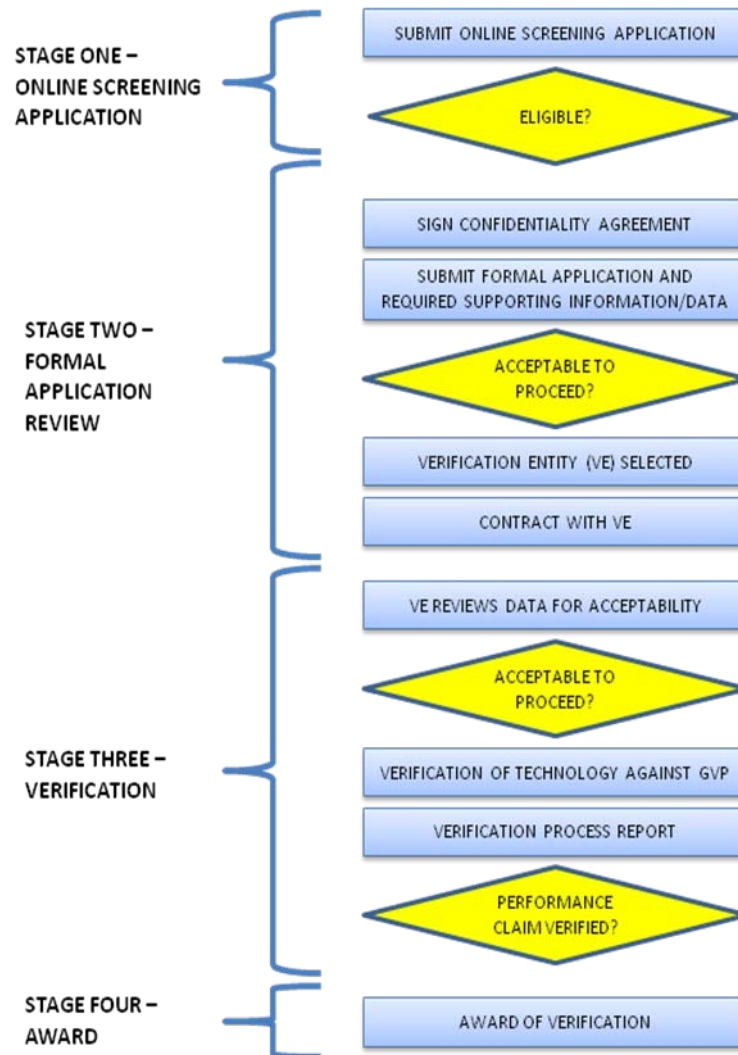 STAGE ONE –
ONLINE SCREENING
APPLICATION
SUBMIT ONLINE SCREENING APPLICATION
ELIGIBLE?
STAGE TWO –
FORMAL
APPLICATION
REVIEW
SIGN CONFIDENTIALITY AGREEMENT
SUBMIT FORMAL APPLICATION AND
REQUIRED SUPPORTING INFORMATION/DATA
ACCEPTABLE TO
PROCEED?
VERIFICATION ENTITY (VE) SELECTED
CONTRACT WITH VE
STAGE THREE –
VERIFICATION
VE REVIEWS DATA FOR ACCEPTABILITY
ACCEPTABLE TO
PROCEED?
VERIFICATION OF TECHNOLOGY AGAINST GVP
VERIFICATION PROCESS REPORT
PERFORMANCE
CLAIM VERIFIED?
STAGE FOUR –
AWARD
AWARD OF VERIFICATION